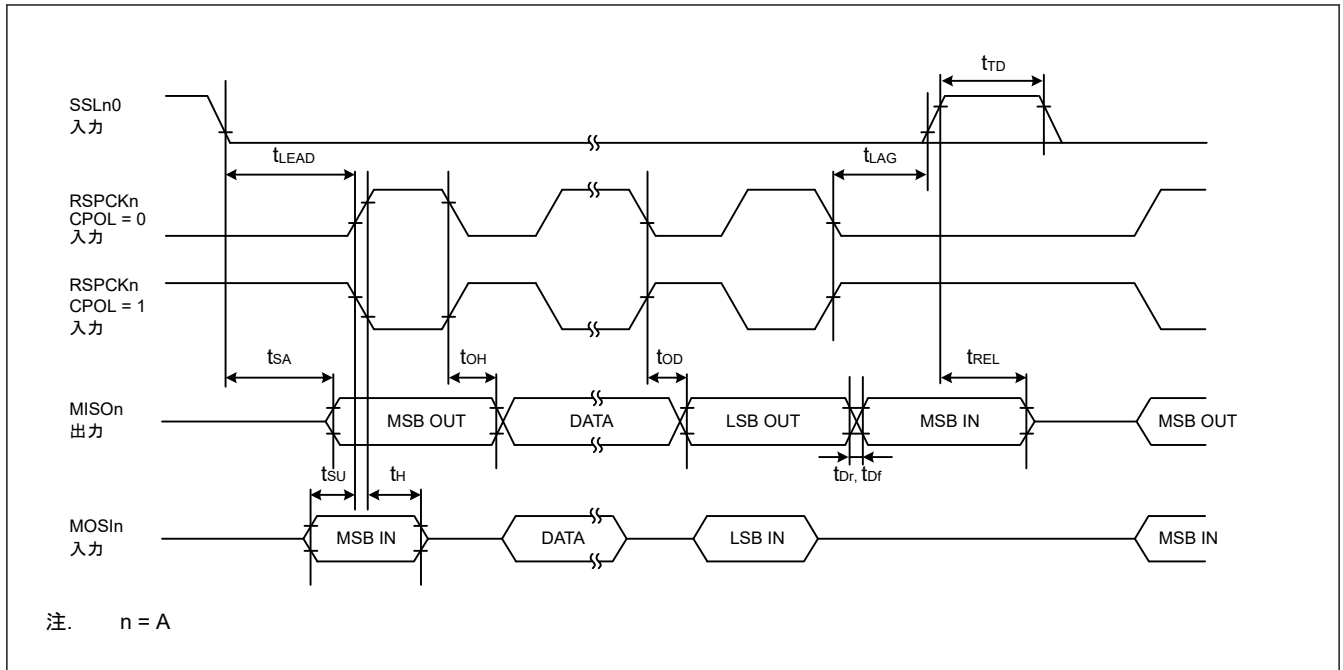 tTD
SSLn0
入力
tLEAD
tLAG
RSPCKn
CPOL = 0
入力
RSPCKn
CPOL = 1
入力
tSA
tOH
tOD
tREL
MISOn
出力
MSB OUT
DATA
LSB OUT
MSB IN
MSB OUT
tSU
tH
tDr, tDf
MOSIn
入力
MSB IN
DATA
LSB IN
MSB IN
注. n = A